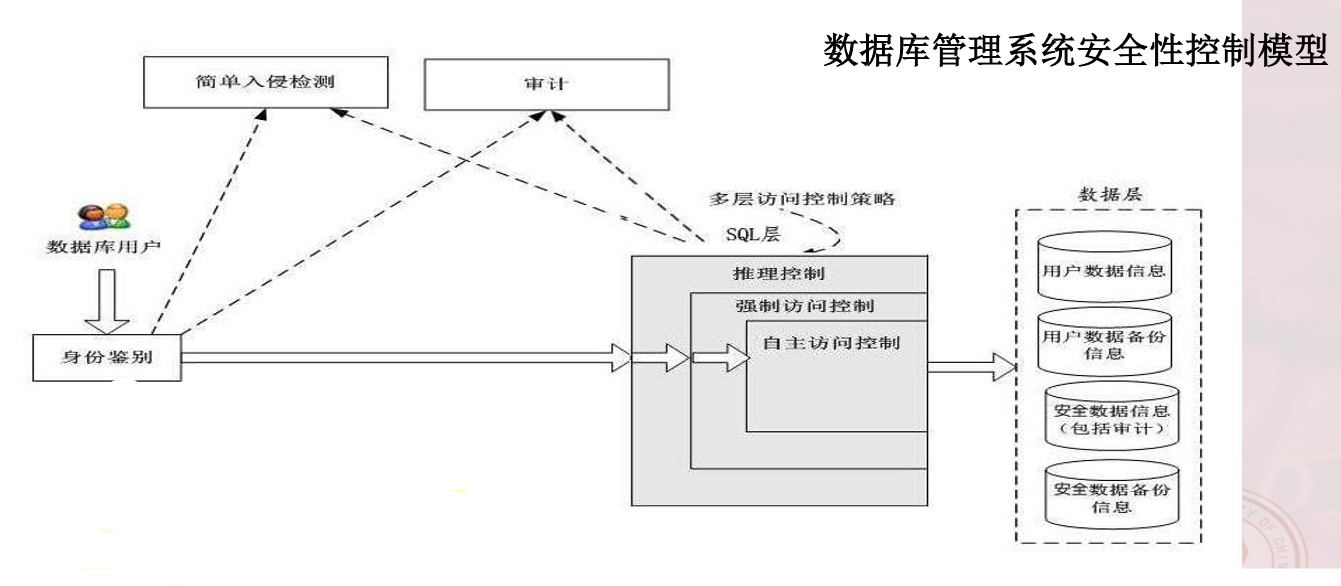 数据库管理系统安全性控制模型
简单入侵检测
审计
数据库用户
身份鉴别
多层访问控制策略
SQL层
推理控制
强制访问控制
自主访问控制
数据层
用户数据信息
用户数据备份
信息
安全数据信息
(包括审计)
安全数据备份
信息
Y OF CHIN